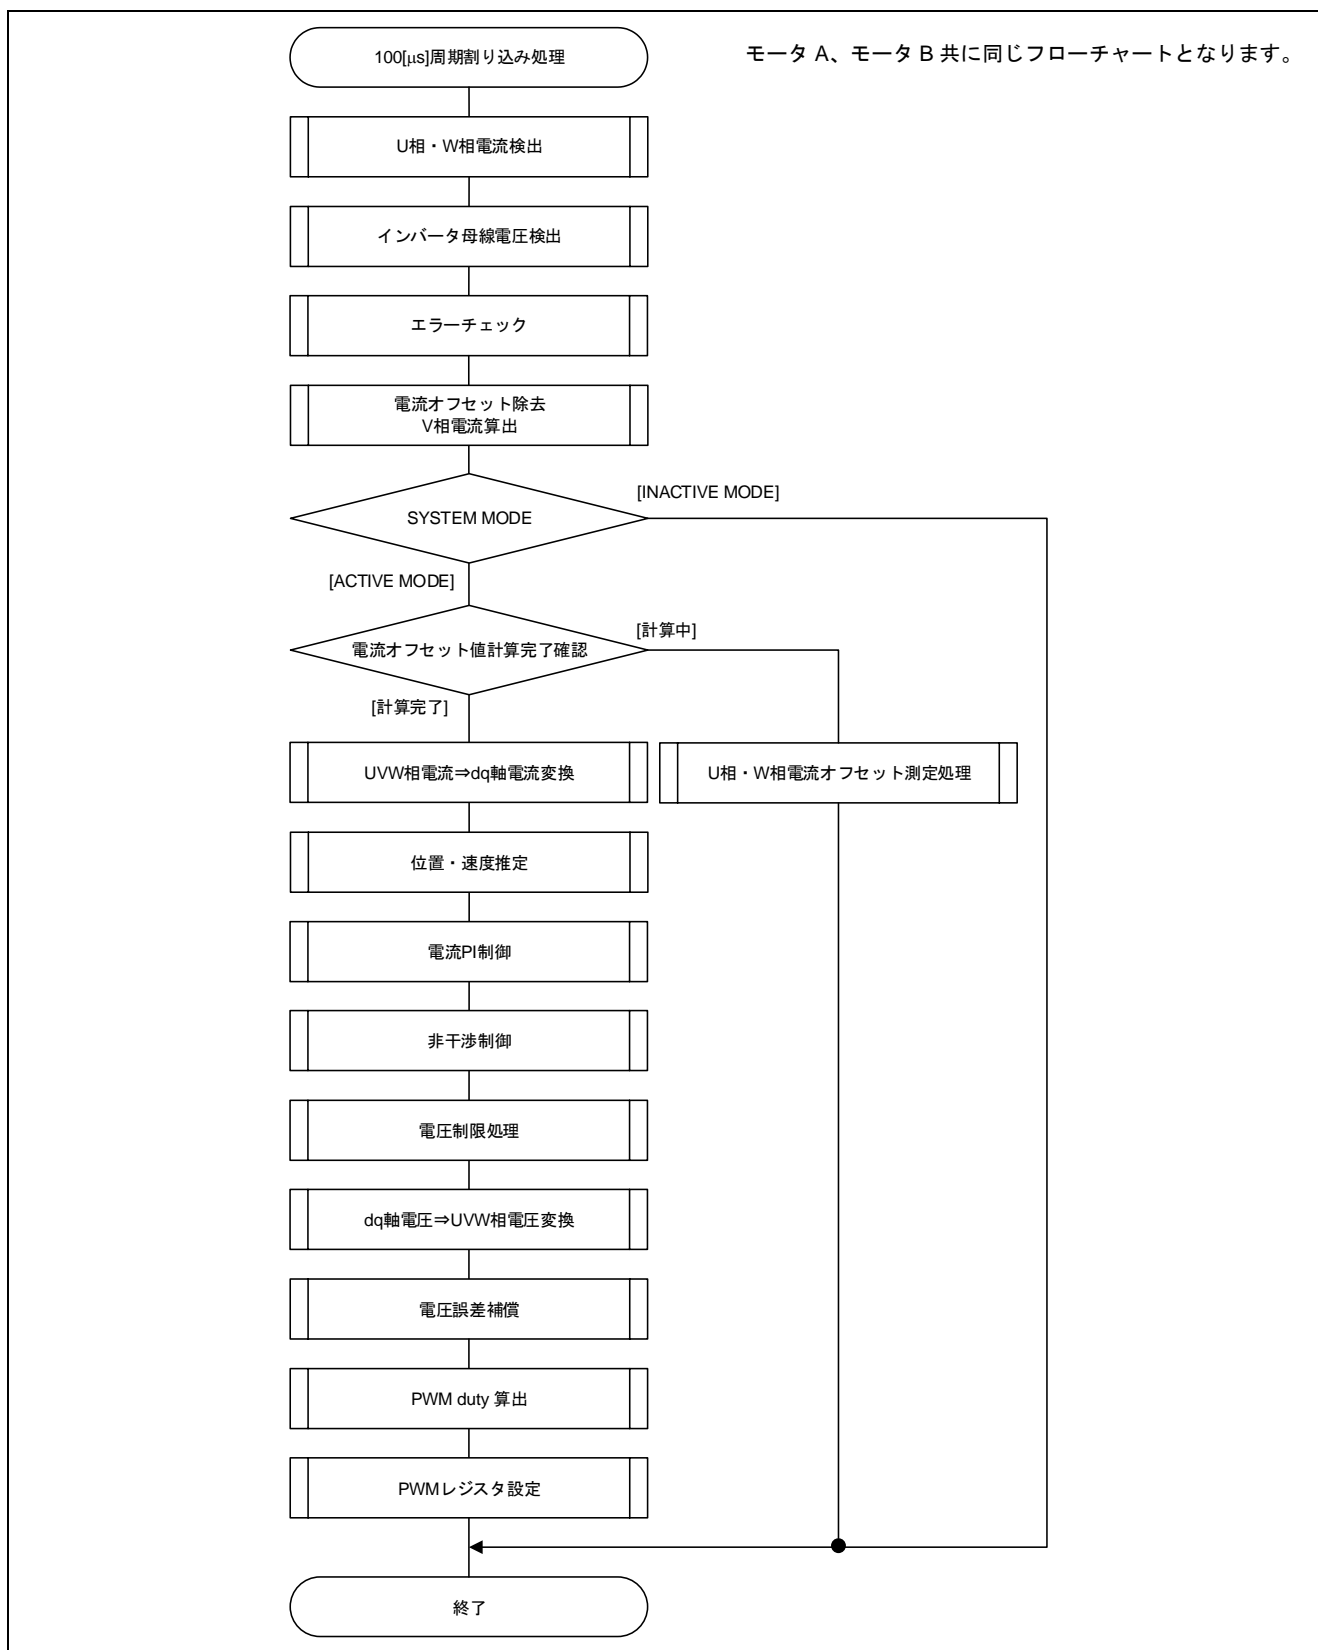 100[μs]周期割り込み処理
モータ A、モータ B 共に同じフローチャートとなります。
U相・W相電流検出
インバータ母線電圧検出
エラーチェック
電流オフセット除去
V相電流算出
[INACTIVE MODE]
SYSTEM MODE
[ACTIVE MODE]
[計算中]
電流オフセット値計算完了確認
[計算完了]
UVW相電流⇒dq軸電流変換
U相・W相電流オフセット測定処理
位置・速度推定
電流PI制御
非干渉制御
電圧制限処理
dq軸電圧⇒UVW相電圧変換
電圧誤差補償
PWM duty 算出
PWMレジスタ設定
終了